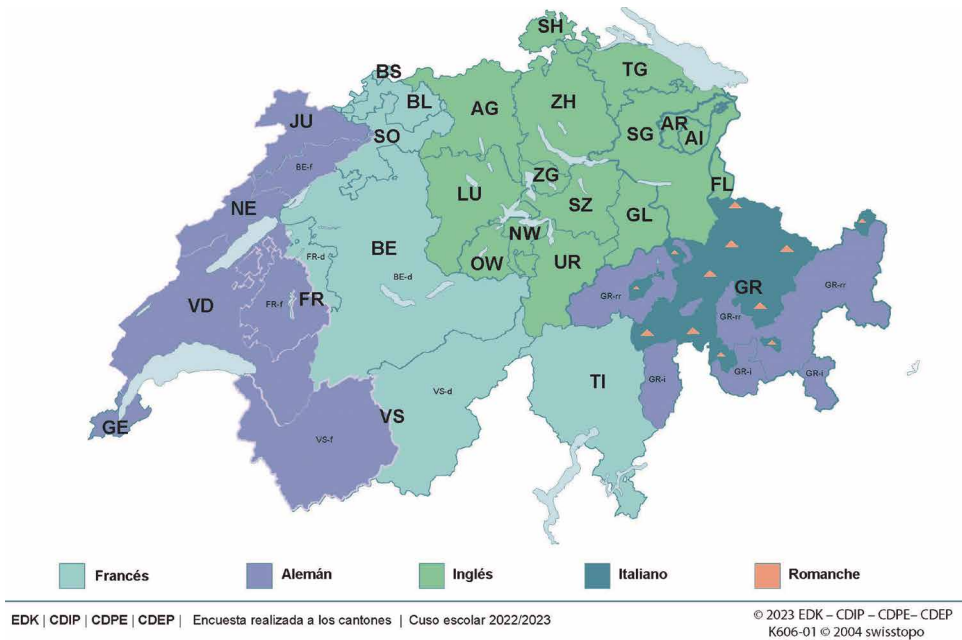 SH
BS
TG
BL
AG
ZH
JU
AR
SO
SG
AI
BE-f
ZG
LU
FL
NE
SZ
GL
NW
BE
FR-d
OW
UR
BE-d
GR
GR-rr
GR-rr
VD
FR-f
FR
GR-rr
GR-i
GR-i
GR-i
TI
VS-d
VS
GE
VS-f
Francés
Alemán
Inglés
Italiano
Romanche
EDK | CDIP | CDPE | CDEP | Encuesta realizada a los cantones | Cuso escolar 2022/2023
© 2023 EDK – CDIP – CDPE– CDEP
K606-01 © 2004 swisstopo